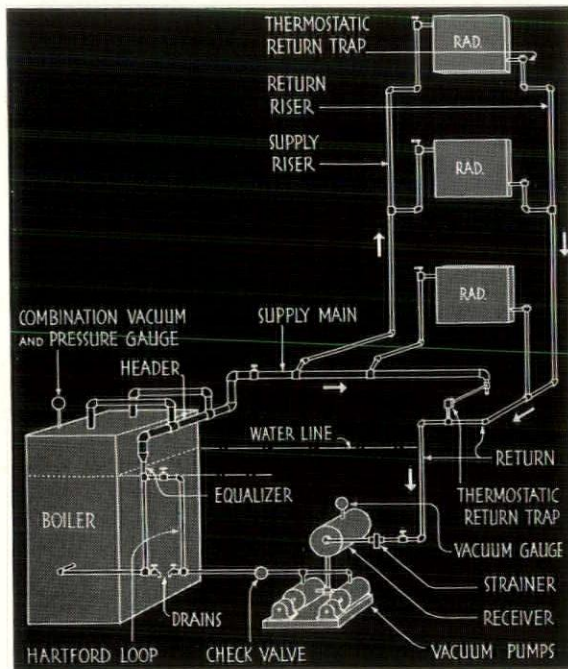 THERMOSTATIC
RETURN TRAP
RAD.
RETURN
RISER
SUPPLY
RISER
RAD.
RAD.
COMBINATION VACUUM
AND PRESSURE GAUGE
SUPPLY MAIN
HEADER
WATER LINE
RETURN
EQUALIZER
THERMOSTATIC
RETURN TRAP
BOILER
VACUUM GAUGE
STRAINER
DRAINS
RECEIVER
HARTFORD LOOP
CHECK VALVE
VACUUM PUMPS